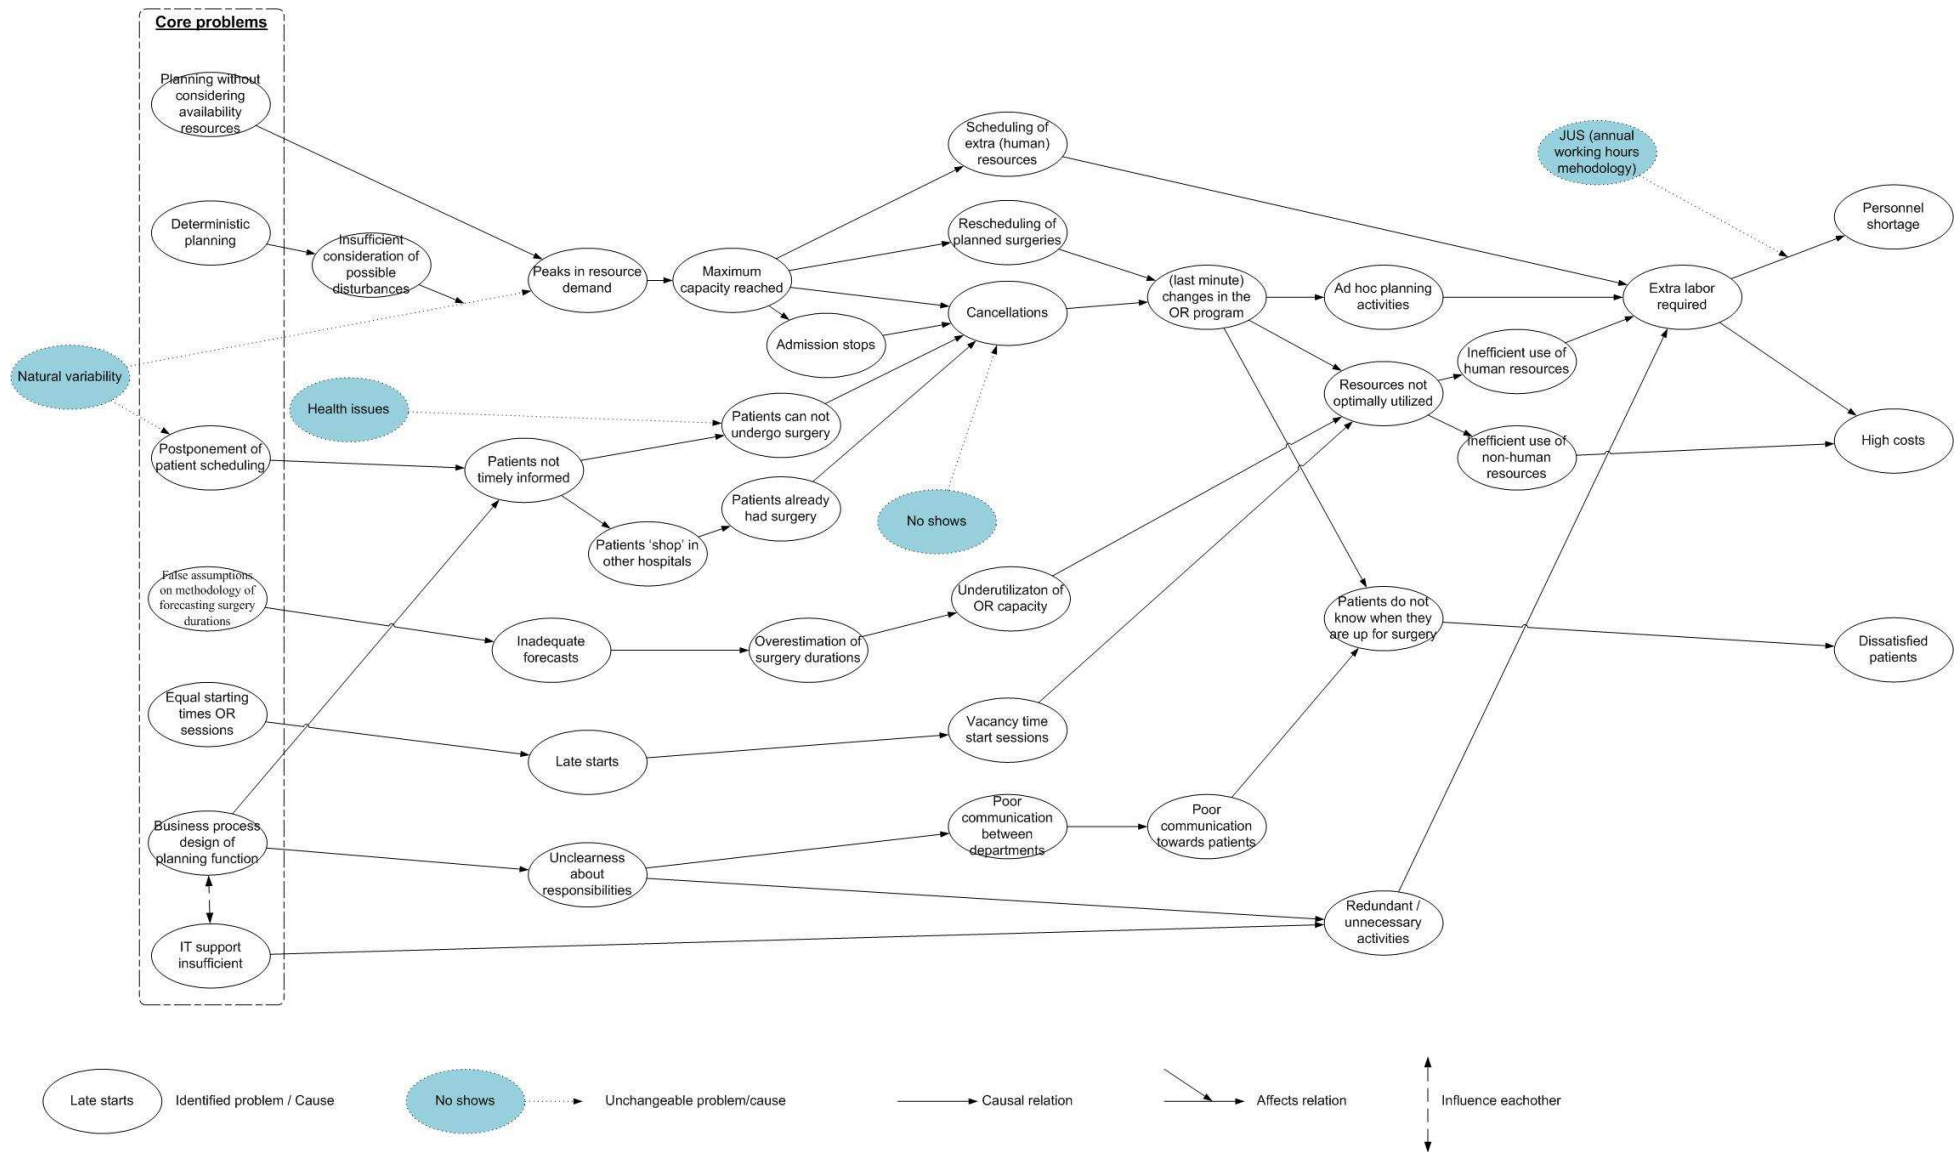 Core problems
Planning without
considering
availability
resources
Deterministic
planning
Insufficient
consideration of
possible
disturbances
Natural variability
Postponement of
patient scheduling
False assumptions
on methodology of
forecasting surgery
durations
Equal starting
times OR
sessions
Business process
design of
planning function
IT support
insufficient
Health issues
Peaks in resource
demand
Maximum
capacity reached
Admission stops
Patients can not
undergo surgery
Patients not
timely informed
Patients already
had surgery
Patients ‘shop’ in
other hospitals
Inadequate
forecasts
Overestimation of
surgery durations
Late starts
Unclearness
about
responsibilities
Scheduling of
extra (human)
resources
Rescheduling of
planned surgeries
Cancellations
No shows
Underutilizaton of
OR capacity
Vacancy time
start sessions
Poor
communication
between
departments
Poor
communication
towards patients
(last minute)
changes in the
OR program
Ad hoc planning
activities
Resources not
optimally utilized
Inefficient use of
human resources
Inefficient use of
non-human
resources
Patients do not
know when they
are up for surgery
Redundant /
unnecessary
activities
JUS (annual
working hours
mehodology)
Extra labor
required
Personnel
shortage
High costs
Dissatisfied
patients
Late starts
Identified problem / Cause
No shows
Unchangeable problem/cause
Causal relation
Affects relation
Influence eachother